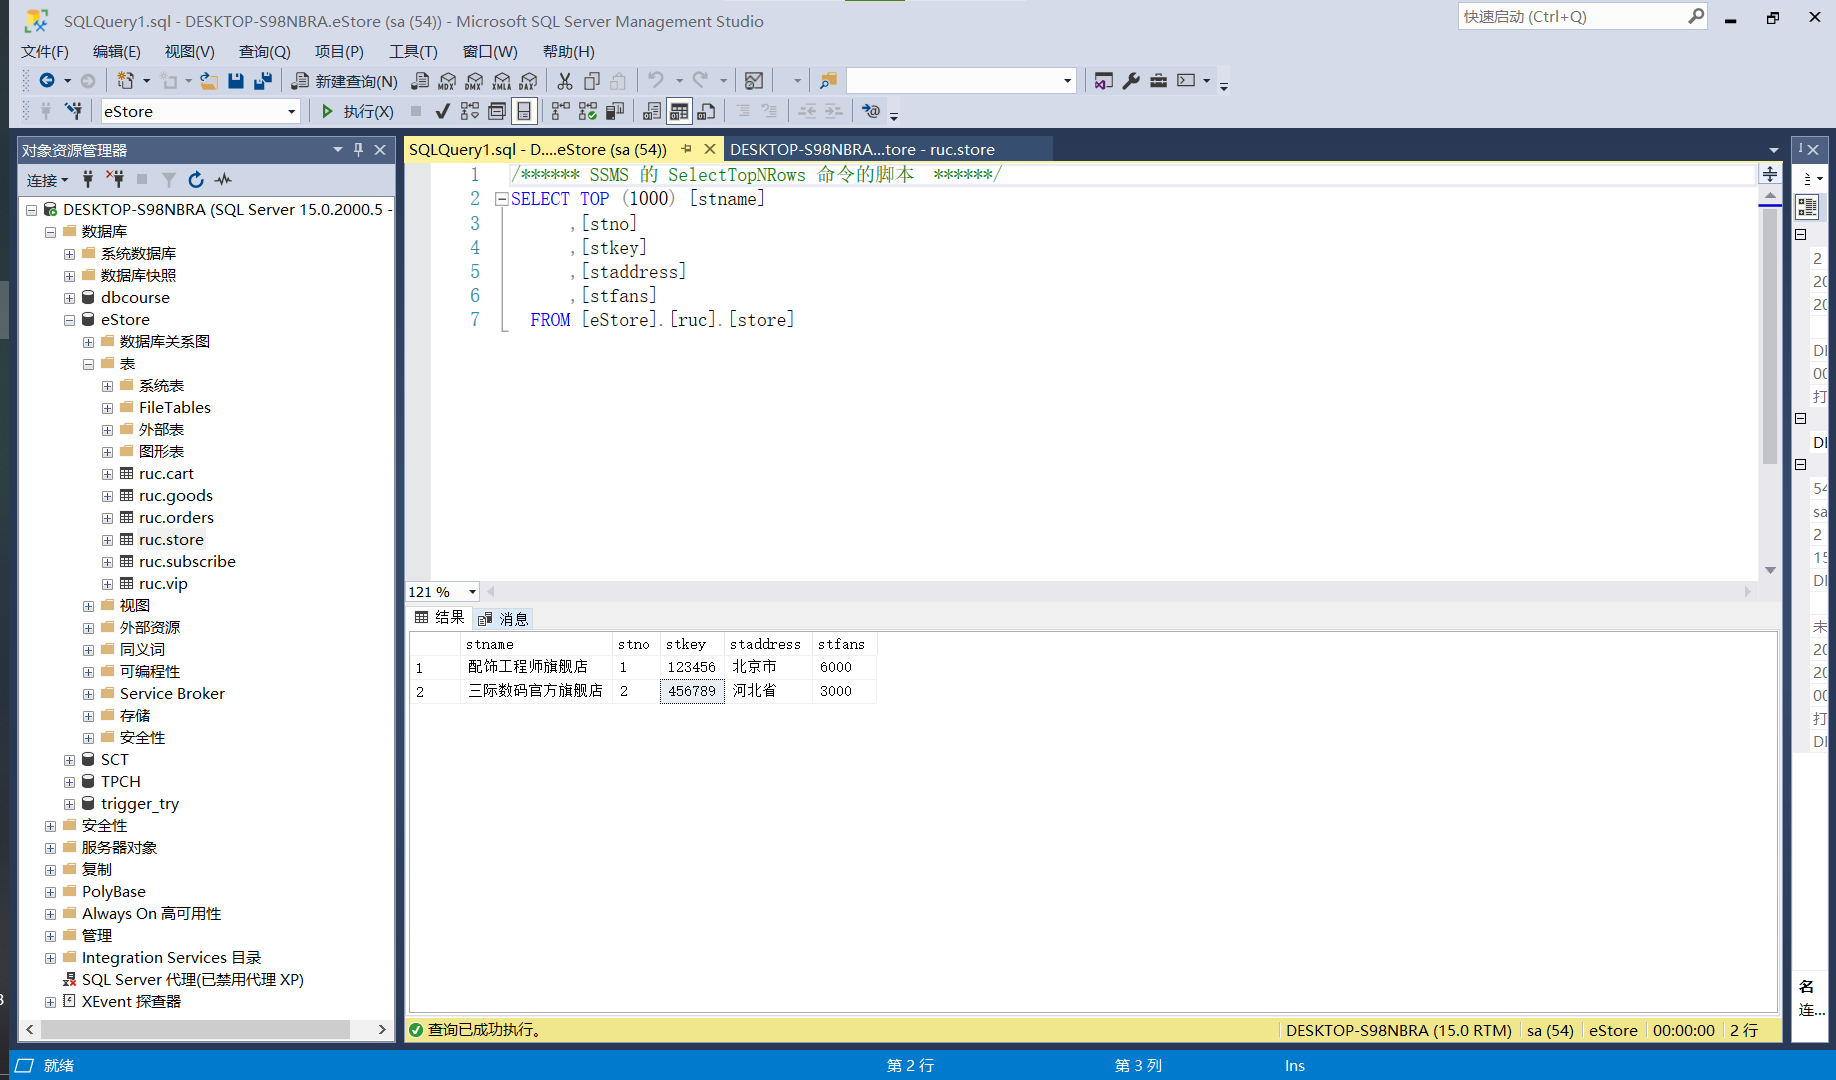 SQLQuery1.sql - DESKTOP-S98NBRA.eStore (sa (54)) - Microsoft SQL Server Management Studio
快速启动 (Ctrl+Q)
文件(F) 编辑(E) 视图(V) 查询(Q) 项目(P) 工具(T) 窗口(W) 帮助(H)
新建查询(N) MDX DMX XMLA DAX
eStore 执行(X)
对象资源管理器
连接
DESKTOP-S98NBRA (SQL Server 15.0.2000.5 -
数据库
系统数据库
数据库快照
dbcourse
eStore
数据库关系图
表
系统表
FileTables
外部表
图形表
ruc.cart
ruc.goods
ruc.orders
ruc.store
ruc.subscribe
ruc.vip
视图
外部资源
同义词
可编程性
Service Broker
存储
安全性
SCT
TPCH
trigger_try
安全性
服务器对象
复制
PolyBase
Always On 高可用性
管理
Integration Services 目录
SQL Server 代理(已禁用代理 XP)
XEvent 探查器
SQLQuery1.sql - D....eStore (sa (54)) DESKTOP-S98NBRA...tore - ruc.store
1 /****** SSMS 的 SelectTopNRows 命令的脚本  ******/
2 SELECT TOP (1000) [stname]
3 ,[stno]
4 ,[stkey]
5 ,[staddress]
6 ,[stfans]
7 FROM [eStore].[ruc].[store]
121 %
结果 消息
stname stno stkey staddress stfans
1 配饰工程师旗舰店 1 123456 北京市 6000
2 三际数码官方旗舰店 2 456789 河北省 3000
查询已成功执行。 DESKTOP-S98NBRA (15.0 RTM) sa (54) eStore 00:00:00 2 行
2
20
20
DI
00
打
DI
54
sa
2
15
DI
未
20
20
00
打
DI
名
连...
就绪 第 2 行 第 3 列 Ins